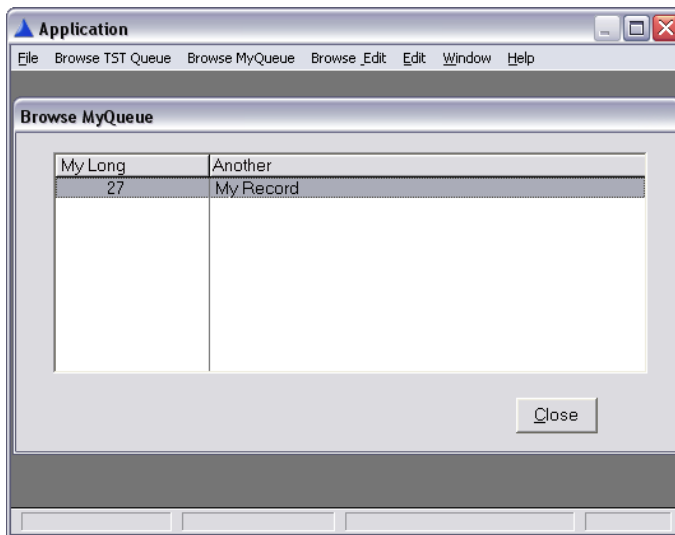 Application
File Browse TST Queue Browse MyQueue Browse Edit Edit Window Help
Browse MyQueue
My Long Another
27 My Record
Close